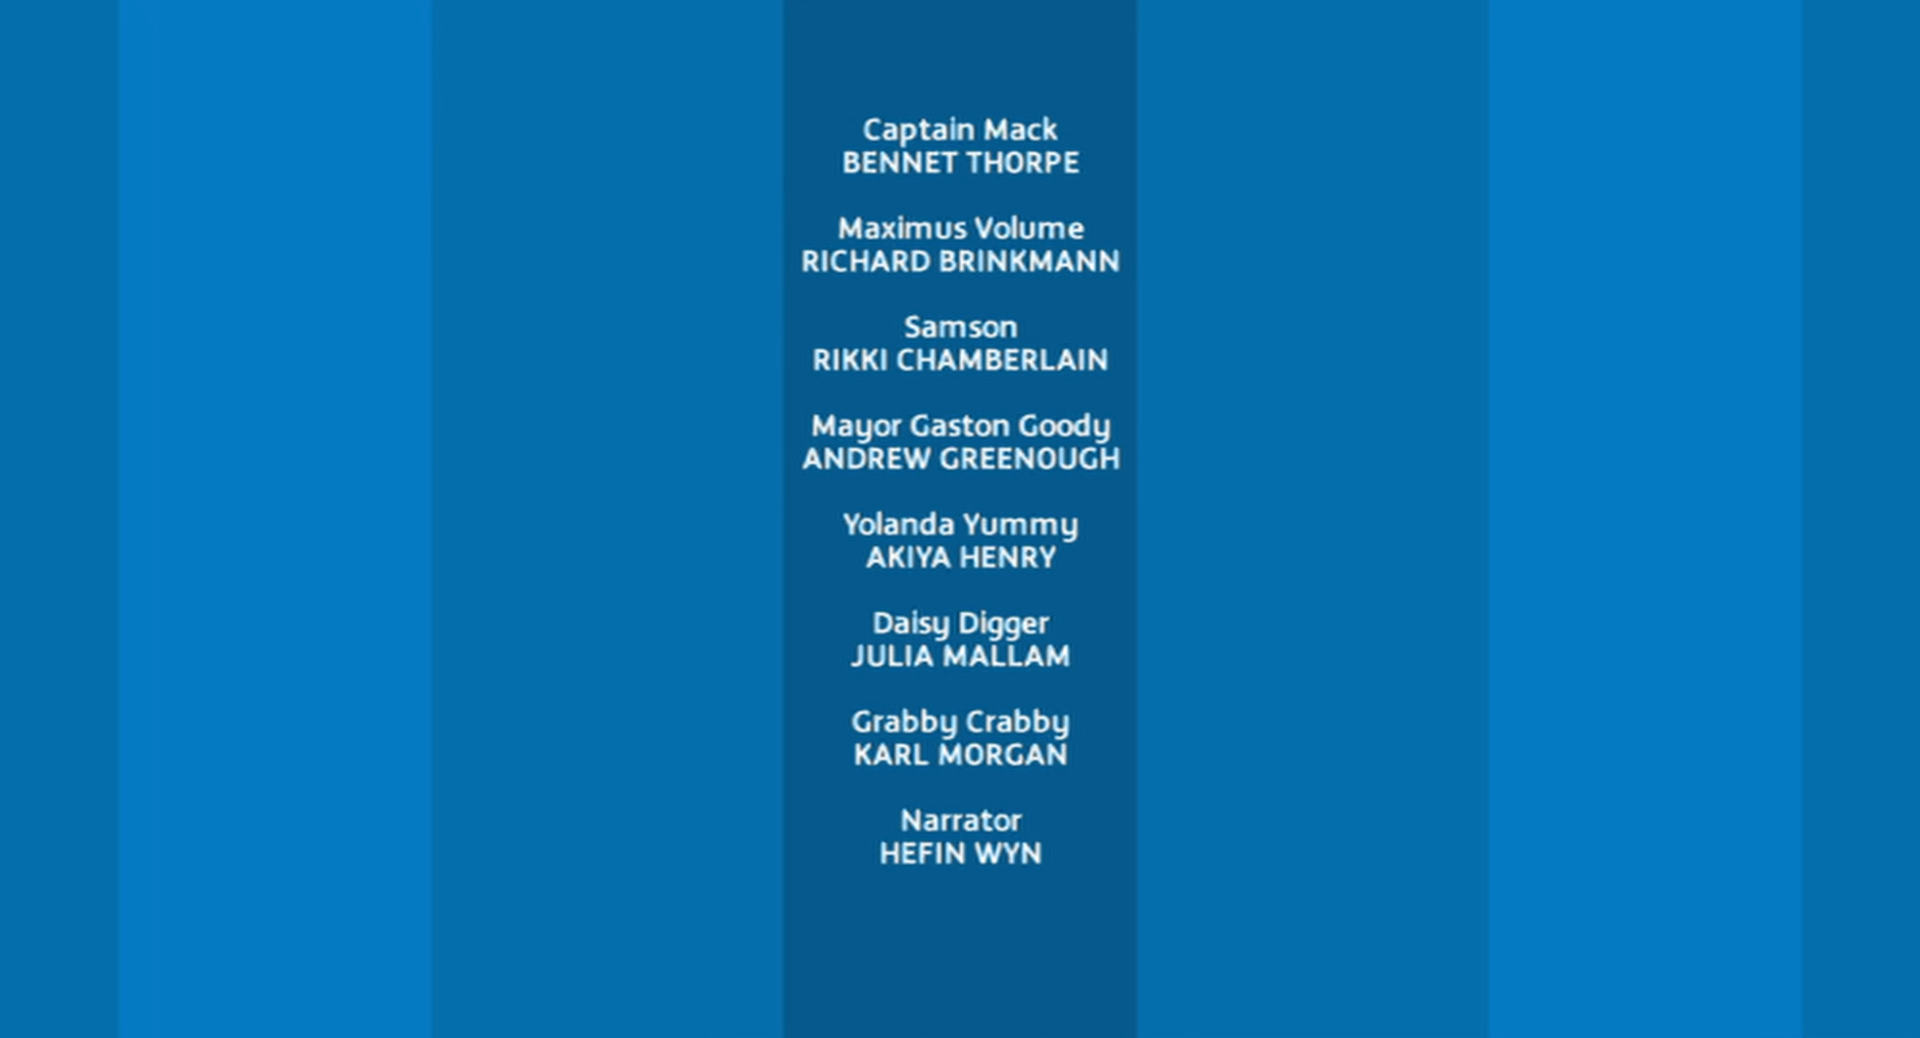 Captain Mack
BENNET THORPE
Maximus Volume
RICHARD BRINKMANN
Samson
RIKKI CHAMBERLAIN
Mayor Gaston Goody
ANDREW GREENOUGH
Yolanda Yummy
AKIYA HENRY
Daisy Digger
JULIA MALLAM
Grabby Crabby
KARL MORGAN
Narrator
HEFIN WYN